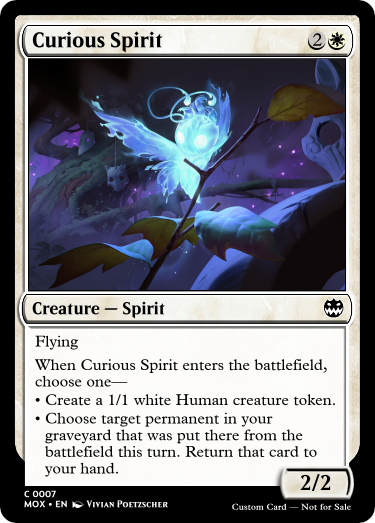 Curious Spirit 2
Creature — Spirit
Flying
When Curious Spirit enters the battlefield,
choose one—
• Create a 1/1 white Human creature token.
• Choose target permanent in your
graveyard that was put there from the
battlefield this turn. Return that card to
your hand.
2/2
C 0007
MOX • EN Vivian Poetzscher
Custom Card — Not for Sale